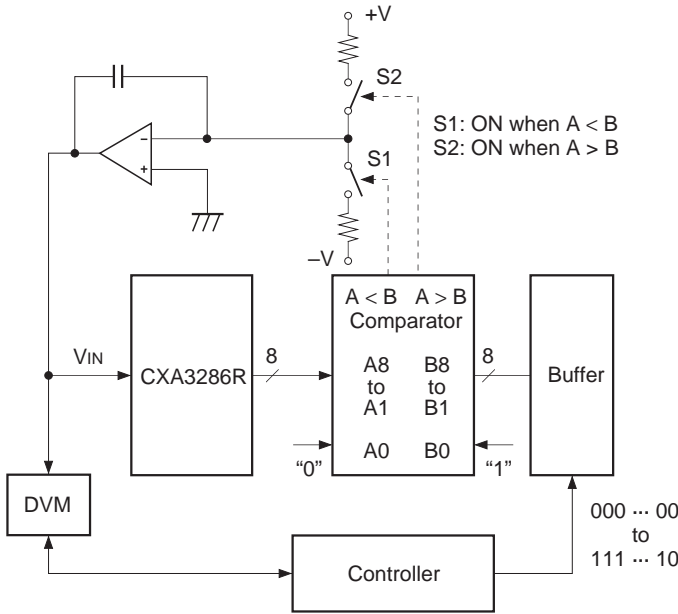 +V
S2
S1: ON when A < B
S2: ON when A > B
−
+
S1
–V
A < B A > B
Comparator
VIN
8
CXA3286R
A8
to
A1
B8
to
B1
8
Buffer
A0
B0
“0”
“1”
DVM
000 ··· 00
to
111 ··· 10
Controller